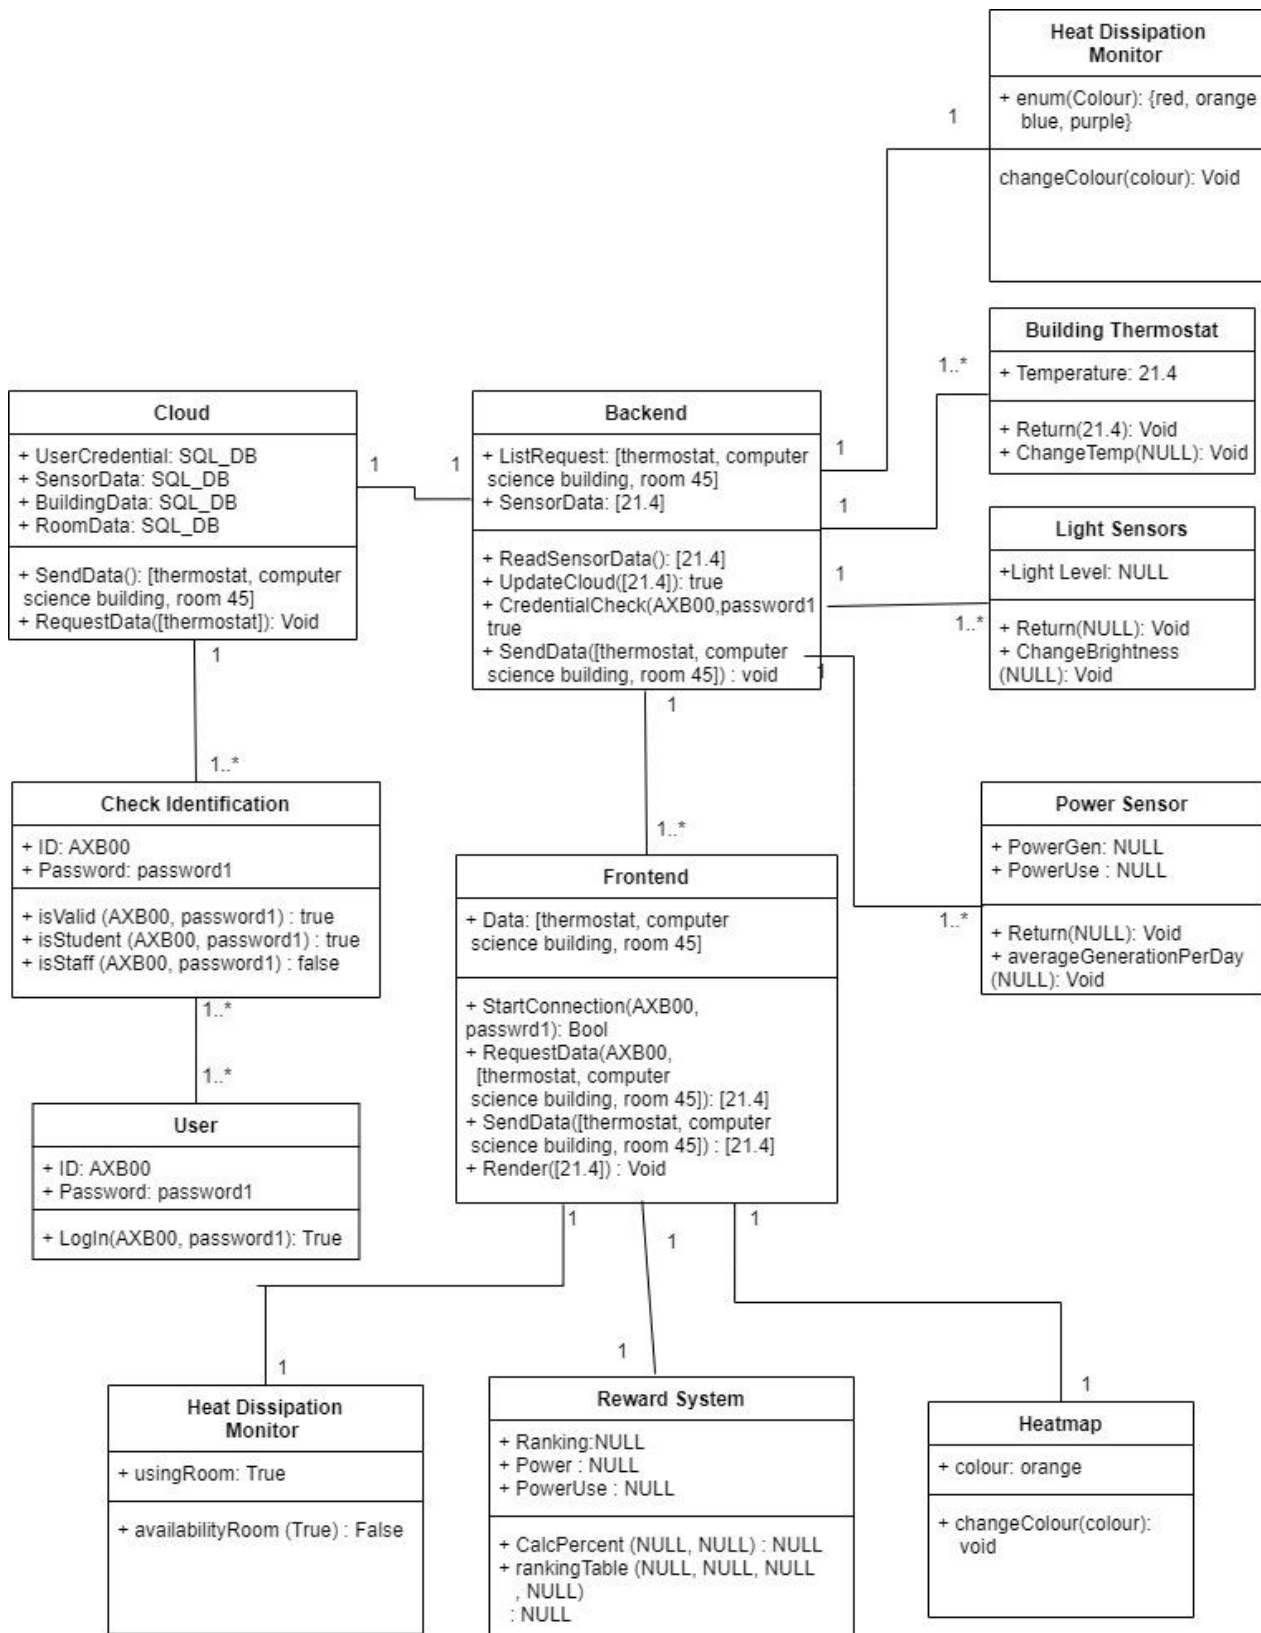 Heat Dissipation
Monitor
+ enum(Colour): {red, orange
blue, purple}
changeColour(colour): Void
1
Building Thermostat
+ Temperature: 21.4
+ Return(21.4): Void
+ ChangeTemp(NULL): Void
1..*
Cloud
+ UserCredential: SQL_DB
+ SensorData: SQL_DB
+ BuildingData: SQL_DB
+ RoomData: SQL_DB
+ SendData(): [thermostat, computer
science building, room 45]
+ RequestData([thermostat]): Void
1
1
Backend
+ ListRequest: [thermostat, computer
science building, room 45]
+ SensorData: [21.4]
+ ReadSensorData(): [21.4]
+ UpdateCloud([21.4]): true
+ CredentialCheck(AXB00,password1
true
+ SendData([thermostat, computer
science building, room 45]) : void
1
1
1
1
Light Sensors
+Light Level: NULL
+ Return(NULL): Void
+ ChangeBrightness
(NULL): Void
1..*
1
1..*
1
1..*
Check Identification
+ ID: AXB00
+ Password: password1
+ isValid (AXB00, password1) : true
+ isStudent (AXB00, password1) : true
+ isStaff (AXB00, password1) : false
1..*
1..*
User
+ ID: AXB00
+ Password: password1
+ LogIn(AXB00, password1): True
Frontend
+ Data: [thermostat, computer
science building, room 45]
+ StartConnection(AXB00,
passwrd1): Bool
+ RequestData(AXB00,
[thermostat, computer
science building, room 45]): [21.4]
+ SendData([thermostat, computer
science building, room 45]) : [21.4]
+ Render([21.4]) : Void
Power Sensor
+ PowerGen: NULL
+ PowerUse : NULL
+ Return(NULL): Void
+ averageGenerationPerDay
(NULL): Void
1..*
1
1
1
1
1
1
Heat Dissipation
Monitor
+ usingRoom: True
+ availabilityRoom (True) : False
Reward System
+ Ranking:NULL
+ Power : NULL
+ PowerUse : NULL
+ CalcPercent (NULL, NULL) : NULL
+ rankingTable (NULL, NULL, NULL
, NULL)
: NULL
Heatmap
+ colour: orange
+ changeColour(colour):
void